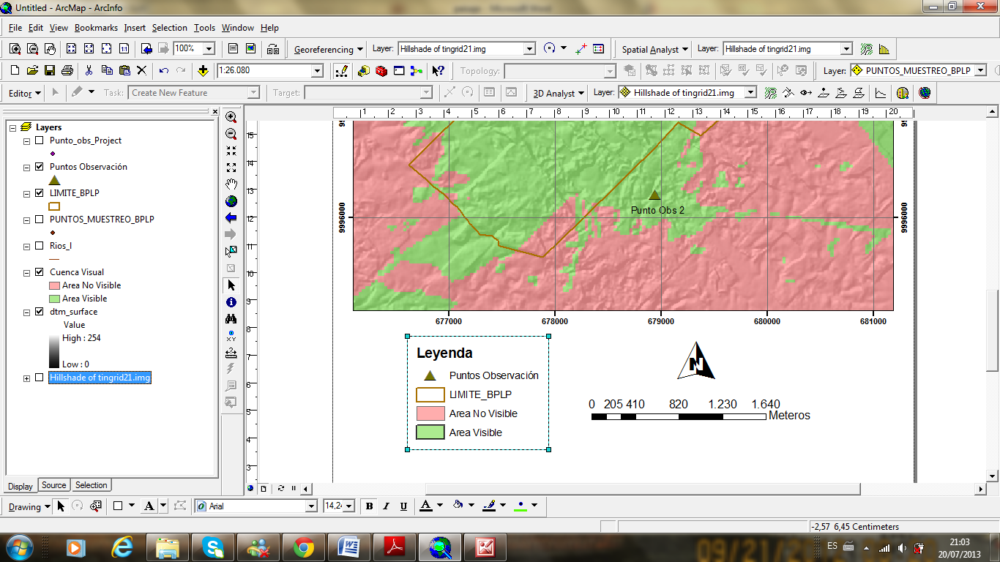 Untitled - ArcMap - ArcInfo
File Edit View Bookmarks Insert Selection Tools Window Help
100% Georeferencing Layer: Hillshade of tingrid21.img Spatial Analyst Layer: Hillshade of tingrid21.img
1:26.080 Topology: Layer: PUNTOS_MUESTREO_BPLP
Editor Task: Create New Feature Target: 3D Analyst Layer: Hillshade of tingrid21.img
Layers
Punto_obs_Project
Puntos Observación
LIMITE_BPLP
PUNTOS_MUESTREO_BPLP
Rios_l
Cuenca Visual
Area No Visible
Area Visible
dtm_surface
Value
High : 254
Low : 0
Hillshade of tingrid21.img
Display Source Selection
1 2 3 4 5 6 7 8 9 10 11 12 13 14 15 16 17 18 19 20
15
14
13
12
11
10
9
8
7
6
5
4
3
Punto Obs 2
9996000 9996000
677000 678000 679000 680000 681000
Leyenda
Puntos Observación
LIMITE_BPLP
Area No Visible
Area Visible
N
0 205 410 820 1.230 1.640
Meteros
Drawing A Arial 14,24 B I U A
-2,57 6,45 Centimeters
ES
21:03
20/07/2013